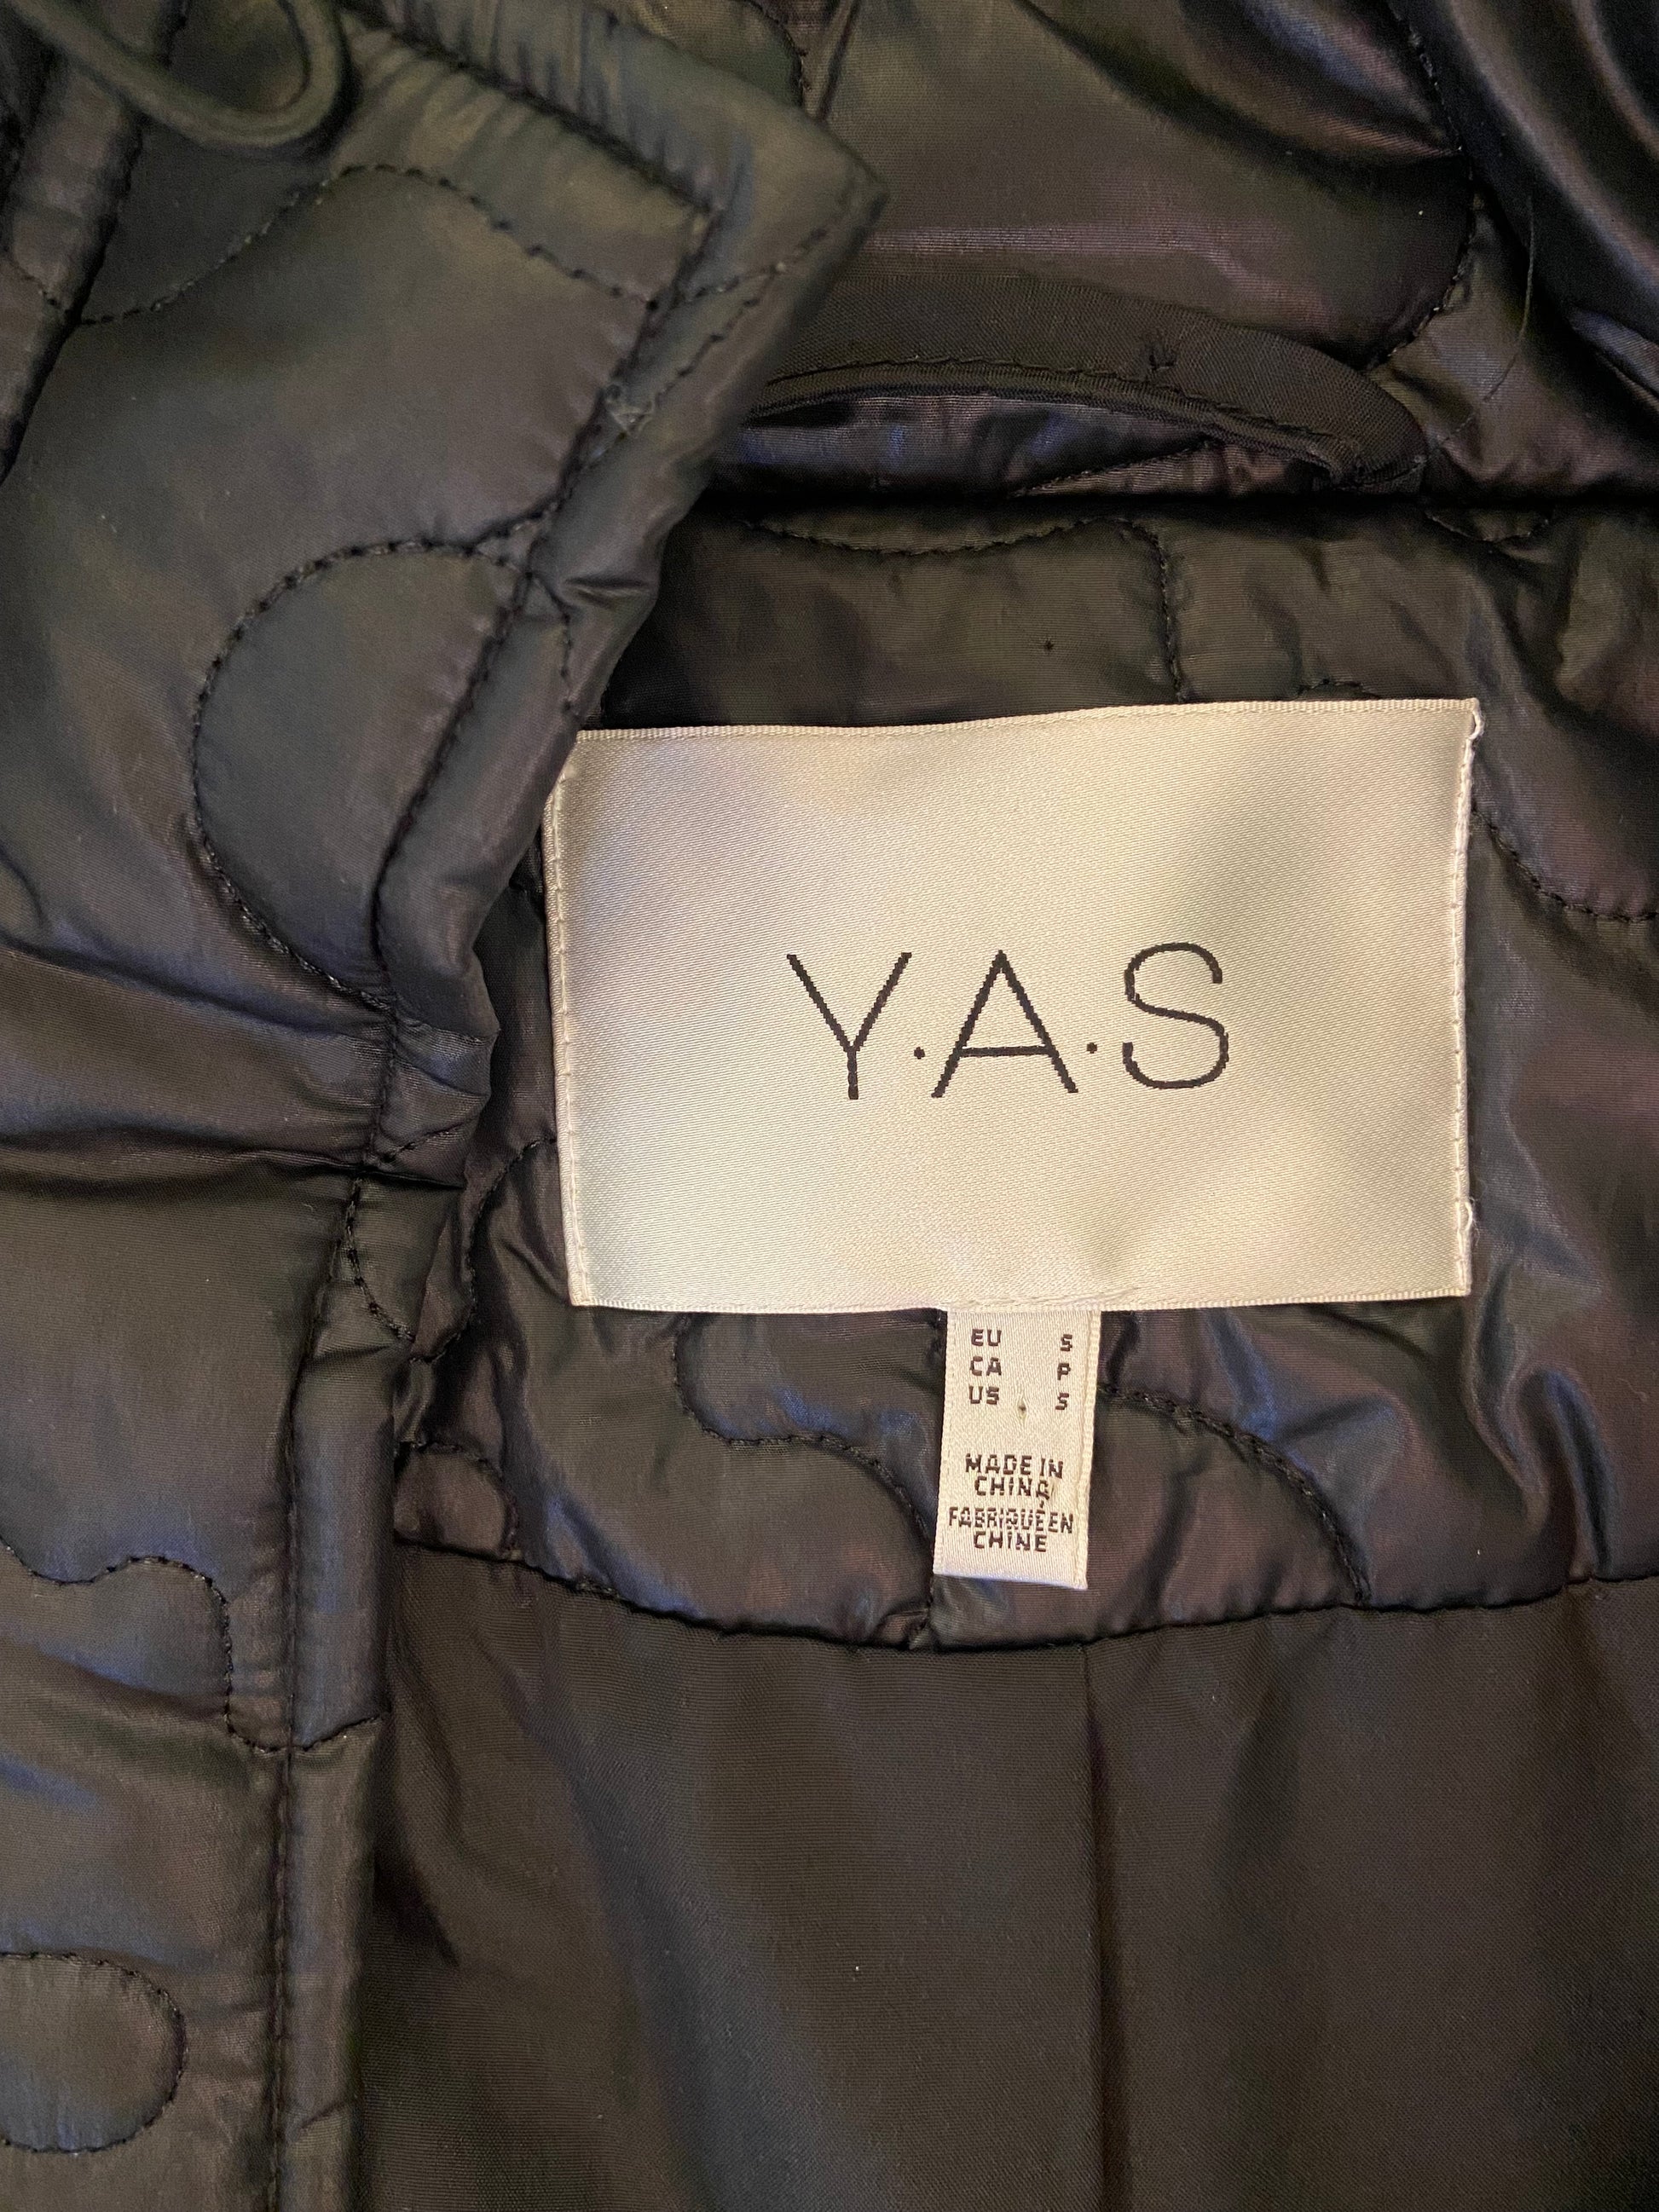 Y.A.S
EU S
CA P
US S
MADE IN
CHINA
FABRIQUÉ EN
CHINE